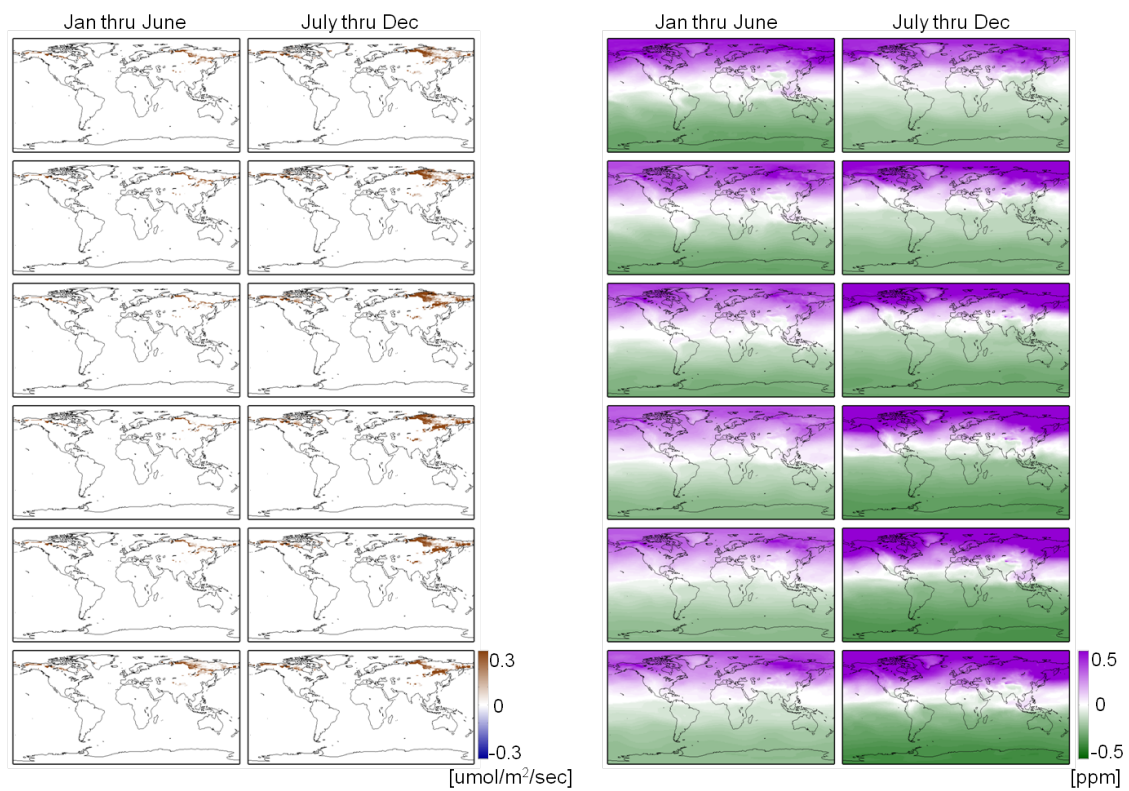 Jan thru June
July thru Dec
Jan thru June
July thru Dec
0.3
0
-0.3
[umol/m²/sec]
0.5
0
-0.5
[ppm]